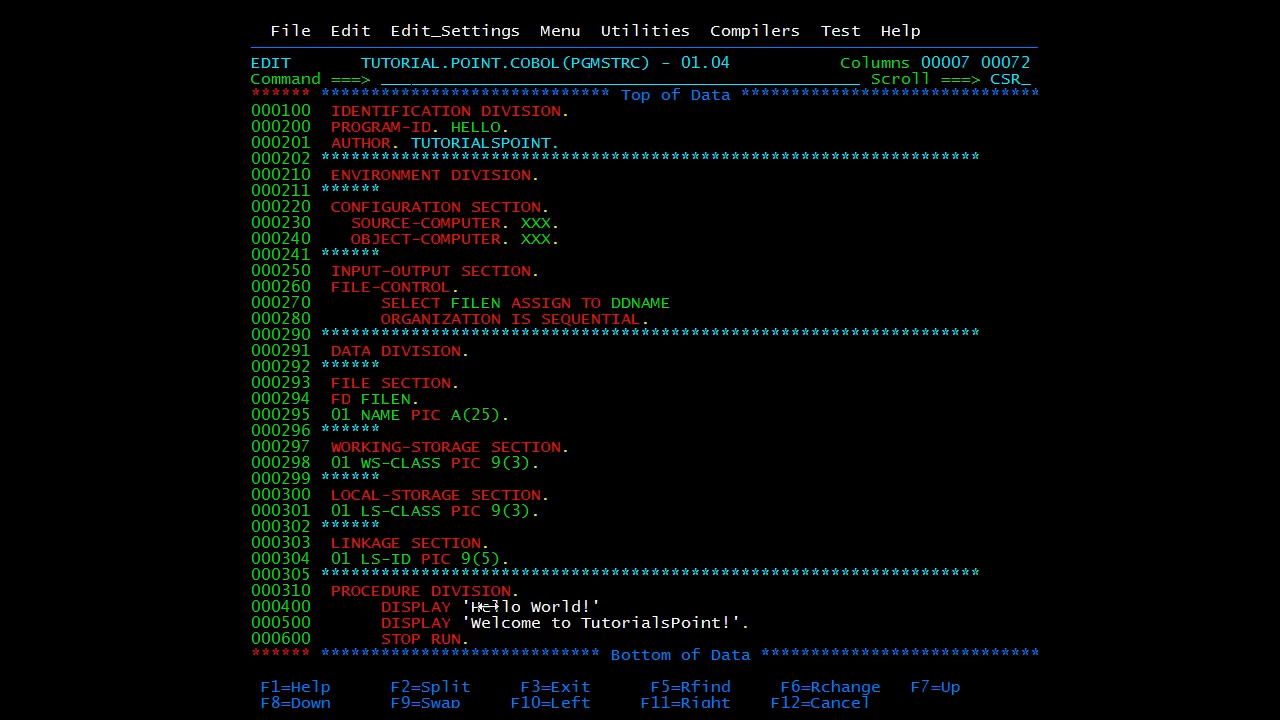 File  Edit  Edit_Settings  Menu  Utilities  Compilers  Test  Help
EDIT       TUTORIAL.POINT.COBOL(PGMSTRC) - 01.04           Columns 00007 00072
Command ===>                                                  Scroll ===> CSR
****** ***************************** Top of Data ******************************
000100  IDENTIFICATION DIVISION.
000200  PROGRAM-ID. HELLO.
000201  AUTHOR. TUTORIALSPOINT.
000202 ******************************************************************
000210  ENVIRONMENT DIVISION.
000211 ******
000220  CONFIGURATION SECTION.
000230    SOURCE-COMPUTER. XXX.
000240    OBJECT-COMPUTER. XXX.
000241 ******
000250  INPUT-OUTPUT SECTION.
000260  FILE-CONTROL.
000270       SELECT FILEN ASSIGN TO DDNAME
000280       ORGANIZATION IS SEQUENTIAL.
000290 ******************************************************************
000291  DATA DIVISION.
000292 ******
000293  FILE SECTION.
000294  FD FILEN.
000295  01 NAME PIC A(25).
000296 ******
000297  WORKING-STORAGE SECTION.
000298  01 WS-CLASS PIC 9(3).
000299 ******
000300  LOCAL-STORAGE SECTION.
000301  01 LS-CLASS PIC 9(3).
000302 ******
000303  LINKAGE SECTION.
000304  01 LS-ID PIC 9(5).
000305 ******************************************************************
000310  PROCEDURE DIVISION.
000400       DISPLAY 'Hello World!'
000500       DISPLAY 'Welcome to TutorialsPoint!'.
000600       STOP RUN.
****** **************************** Bottom of Data ****************************
F1=Help      F2=Split     F3=Exit      F5=Rfind     F6=Rchange   F7=Up
F8=Down      F9=Swap     F10=Left     F11=Right    F12=Cancel